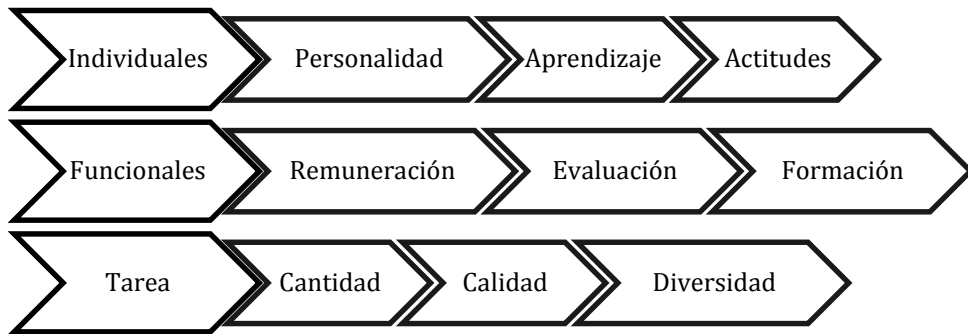 Individuales Personalidad Aprendizaje Actitudes
Funcionales Remuneración Evaluación Formación
Tarea Cantidad Calidad Diversidad